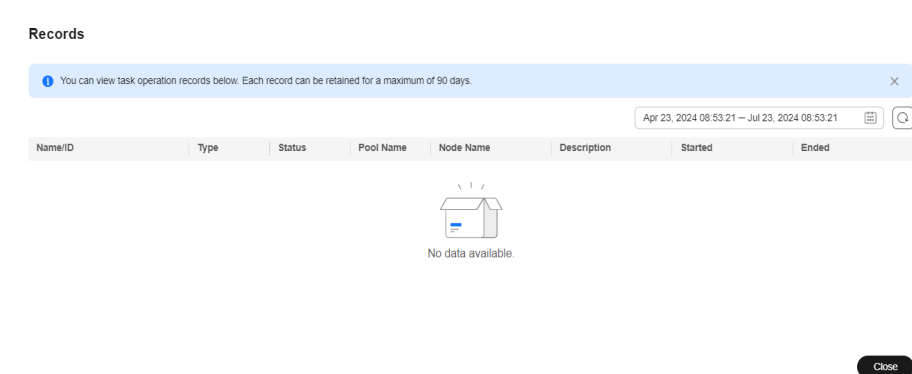 Records
You can view task operation records below. Each record can be retained for a maximum of 90 days.
Apr 23, 2024 08:53:21 — Jul 23, 2024 08:53:21
Name/ID Type Status Pool Name Node Name Description Started Ended
No data available.
Close